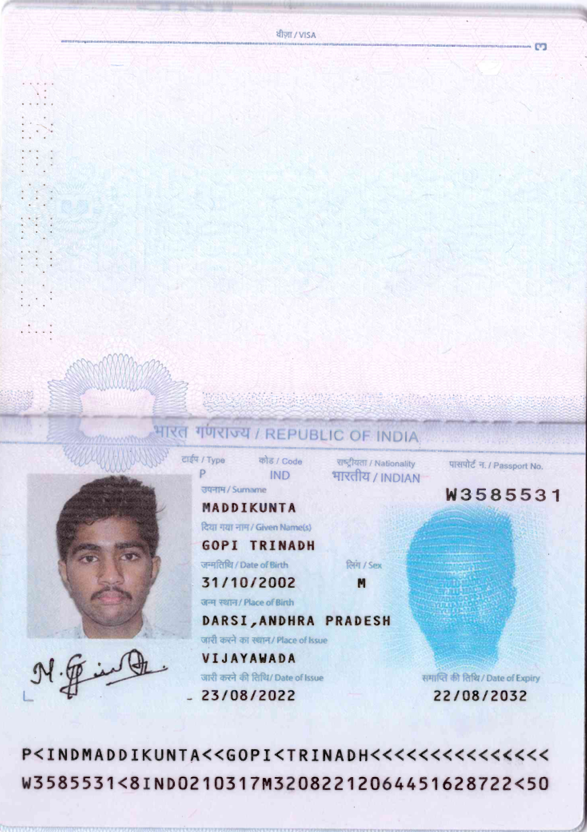 वीज़ा / VISA
3
भारत गणराज्य / REPUBLIC OF INDIA
टाईप / Type कोड / Code राष्ट्रीयता / Nationality पासपोर्ट न. / Passport No.
P IND भारतीय / INDIAN W3585531
उपनाम / Surname
MADDIKUNTA
दिया गया नाम / Given Name(s)
GOPI TRINADH
जन्मतिथि / Date of Birth लिंग / Sex
31/10/2002 M
जन्म स्थान / Place of Birth
DARSI,ANDHRA PRADESH
जारी करने का स्थान / Place of Issue
VIJAYAWADA
जारी करने की तिथि / Date of Issue समाप्ति की तिथि / Date of Expiry
23/08/2022 22/08/2032
P<INDMADDIKUNTA<<GOPI<TRINADH<<<<<<<<<<<<<<<
W3585531<8IND0210317M32082212064451628722<50